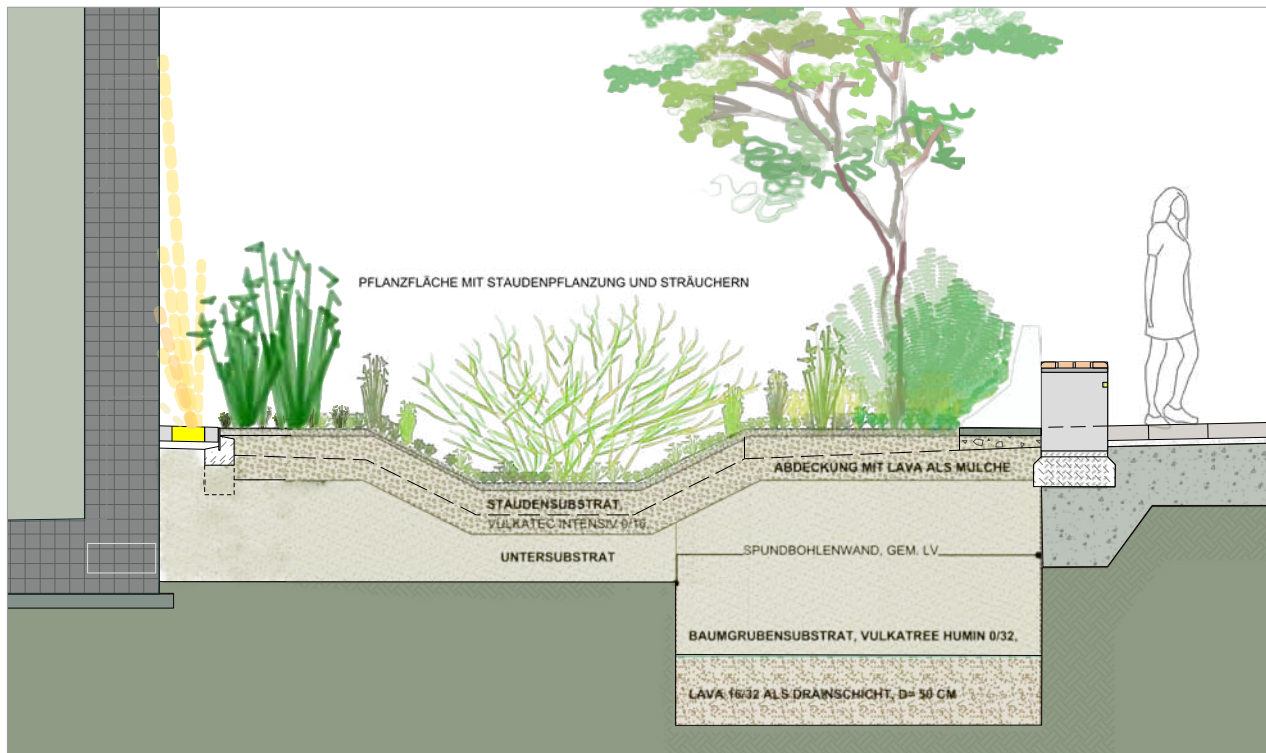 PFLANZFLÄCHE MIT STAUDENPFLANZUNG UND STRÄUCHERN
ABDECKUNG MIT LAVA ALS MULCHE
STAUDENSUBSTRAT,
VULKATEC INTENSIV 0/16,
UNTERSUBSTRAT
SPUNDBOHLENWAND, GEM. LV
BAUMGRUBENSUBSTRAT, VULKATREE HUMIN 0/32,
LAVA 16/32 ALS DRAINSCHICHT, D= 50 CM